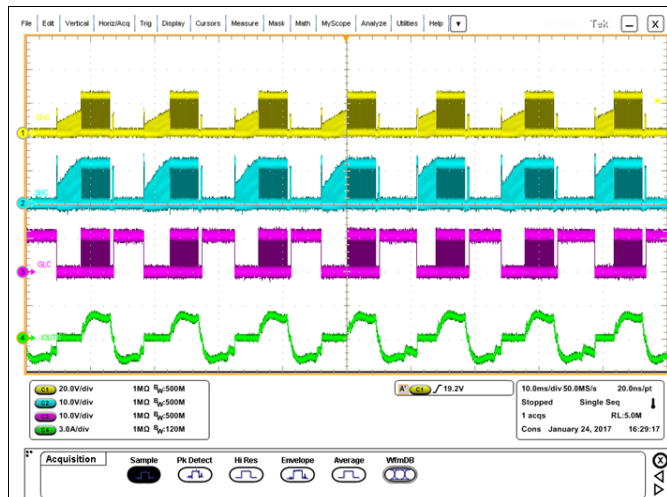 File Edit Vertical Horiz/Acq Trig Display Cursors Measure Mask Math MyScope Analyze Utilities Help Tek X
GHC
1
SHC
2
GLC
3
4 IOUT
C1 20.0V/div 1MΩ BW:500M
C2 10.0V/div 1MΩ BW:500M
C3 10.0V/div 1MΩ BW:500M
C4 3.0A/div 1MΩ BW:120M
A' C1 19.2V
10.0ms/div 50.0MS/s 20.0ns/pt
Stopped Single Seq
1 acqs RL:5.0M
Cons January 24, 2017 16:29:17
Acquisition
Sample Pk Detect Hi Res Envelope Average WfmDB
X